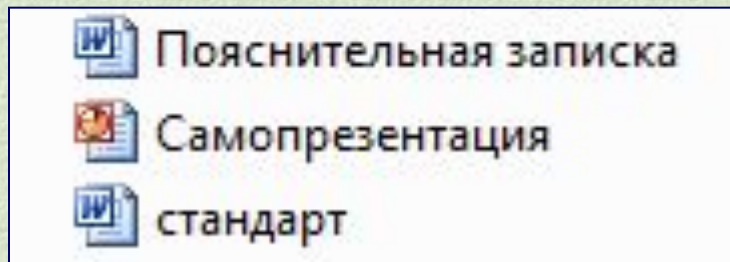 Пояснительная записка
Самопрезентация
стандарт